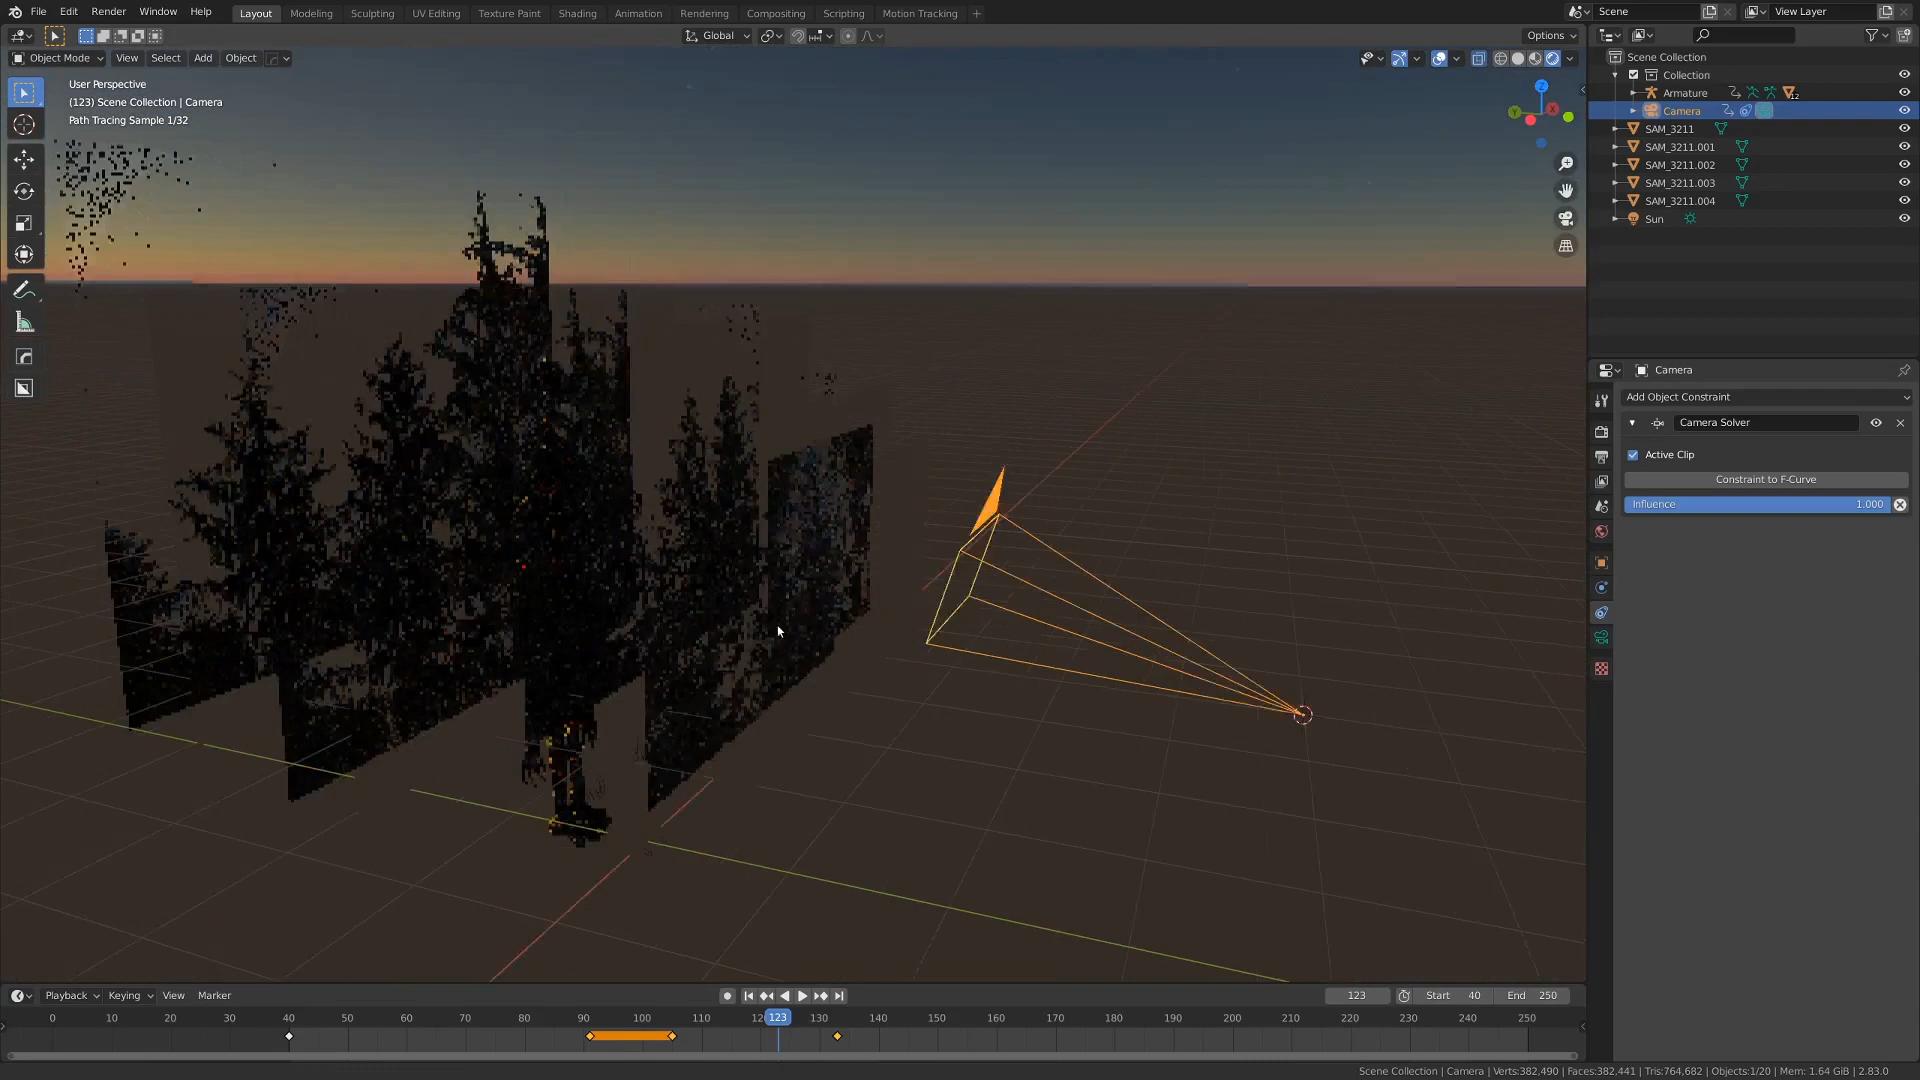 File Edit Render Window Help Layout Modeling Sculpting UV Editing Texture Paint Shading Animation Rendering Compositing Scripting Motion Tracking + Scene View Layer
Global Options
Object Mode View Select Add Object
User Perspective
(123) Scene Collection | Camera
Path Tracing Sample 1/32
Z
Y
X
Scene Collection
Collection
Armature 12
Camera
SAM_3211
SAM_3211.001
SAM_3211.002
SAM_3211.003
SAM_3211.004
Sun
Camera
Add Object Constraint
Camera Solver
Active Clip
Constraint to F-Curve
Influence 1.000
Playback Keying View Marker 123 Start 40 End 250
0 10 20 30 40 50 60 70 80 90 100 110 123 130 140 150 160 170 180 190 200 210 220 230 240 250
Scene Collection | Camera | Verts:382,490 | Faces:382,441 | Tris:764,682 | Objects:1/20 | Mem: 1.64 GiB | 2.83.0